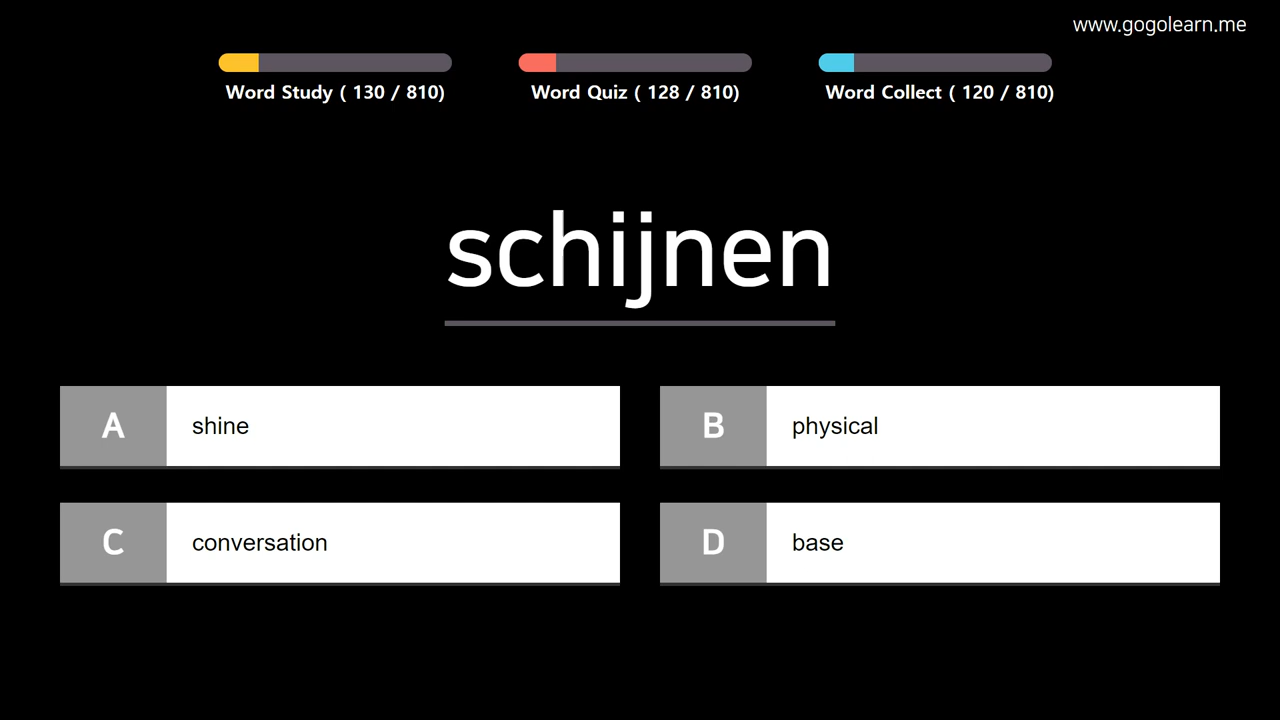 www.gogolearn.me
Word Study ( 130 / 810)
Word Quiz ( 128 / 810)
Word Collect ( 120 / 810)
schijnen
A shine
B physical
C conversation
D base